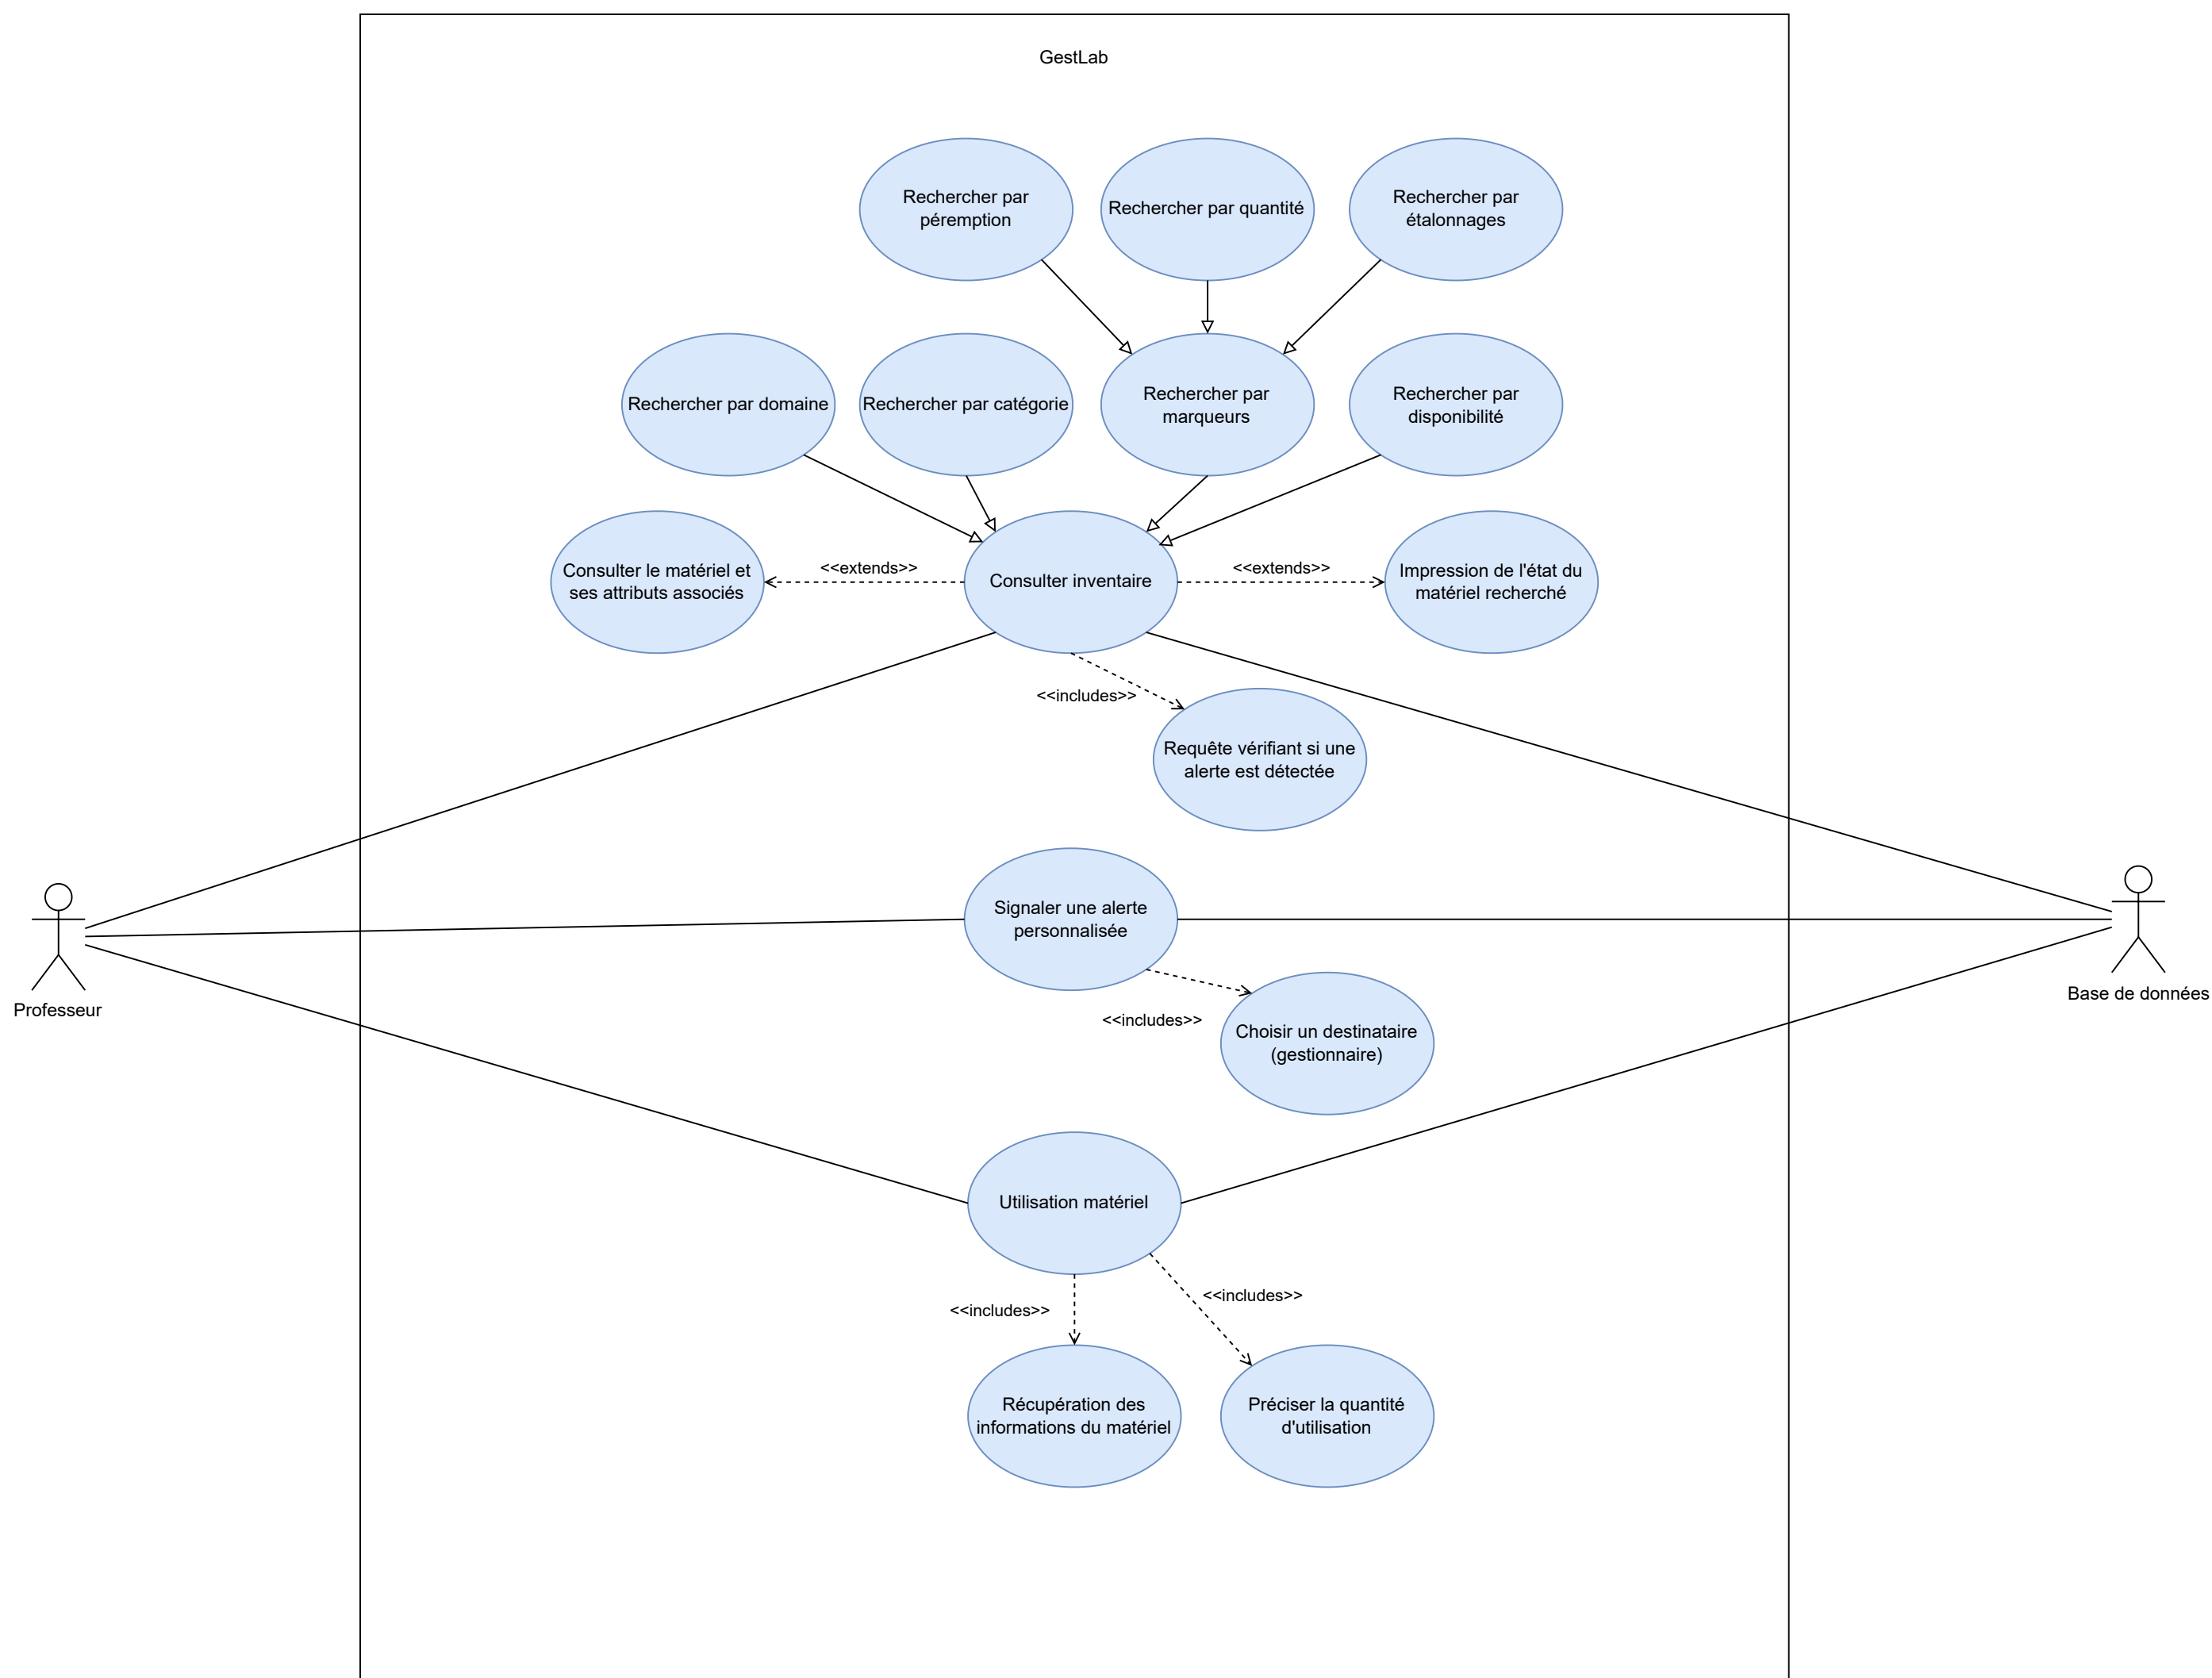 GestLab
Rechercher par
péremption
Rechercher par quantité
Rechercher par
étalonnages
Rechercher par domaine
Rechercher par catégorie
Rechercher par
marqueurs
Rechercher par
disponibilité
Consulter le matériel et
ses attributs associés
<<extends>>
Consulter inventaire
<<extends>>
Impression de l'état du
matériel recherché
<<includes>>
Requête vérifiant si une
alerte est détectée
Signaler une alerte
personnalisée
Professeur
Base de données
<<includes>>
Choisir un destinataire
(gestionnaire)
Utilisation matériel
<<includes>>
<<includes>>
Récupération des
informations du matériel
Préciser la quantité
d'utilisation